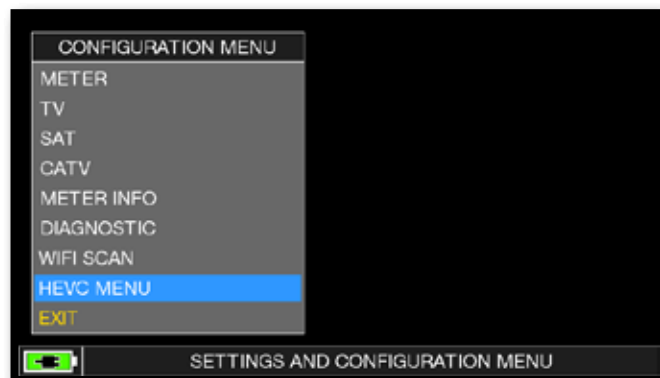 CONFIGURATION MENU
METER
TV
SAT
CATV
METER INFO
DIAGNOSTIC
WIFI SCAN
HEVC MENU
EXIT
SETTINGS AND CONFIGURATION MENU